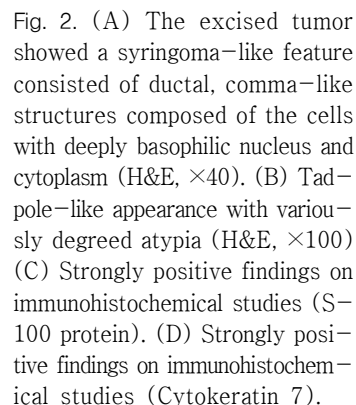 Fig. 2. (A) The excised tumor
showed a syringoma-like feature
consisted of ductal, comma-like
structures composed of the cells
with deeply basophilic nucleus and
cytoplasm (H&E, ×40). (B) Tad-
pole-like appearance with variou-
sly degreed atypia (H&E, ×100)
(C) Strongly positive findings on
immunohistochemical studies (S-
100 protein). (D) Strongly posi-
tive findings on immunohistochem-
ical studies (Cytokeratin 7).